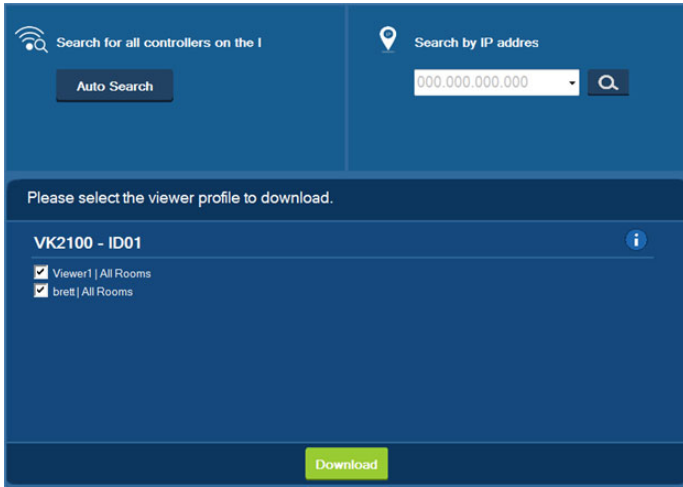 Search for all controllers on the l
Auto Search
Search by IP addres
000.000.000.000
Please select the viewer profile to download.
VK2100 - ID01
Viewer1 | All Rooms
brett | All Rooms
Download